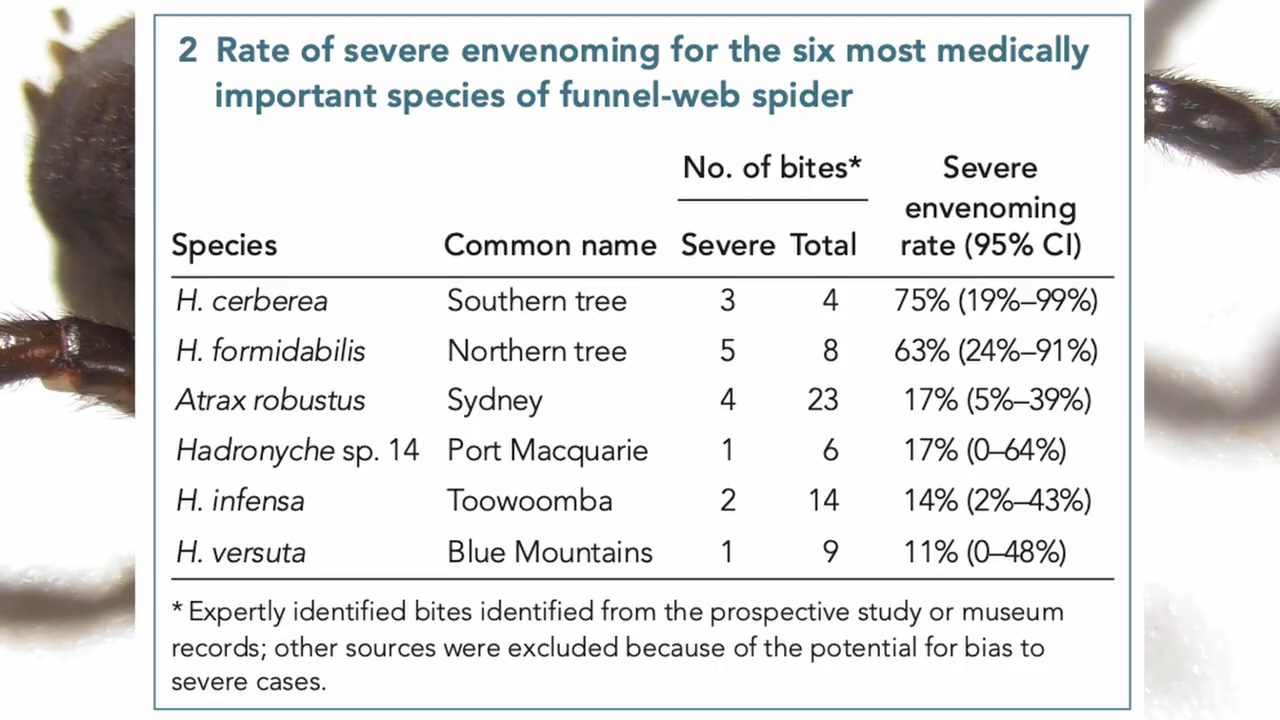 2 Rate of severe envenoming for the six most medically
important species of funnel-web spider
No. of bites*
Severe
envenoming
Species Common name Severe Total rate (95% CI)
H. cerberea Southern tree 3 4 75% (19%–99%)
H. formidabilis Northern tree 5 8 63% (24%–91%)
Atrax robustus Sydney 4 23 17% (5%–39%)
Hadronyche sp. 14 Port Macquarie 1 6 17% (0–64%)
H. infensa Toowoomba 2 14 14% (2%–43%)
H. versuta Blue Mountains 1 9 11% (0–48%)
* Expertly identified bites identified from the prospective study or museum
records; other sources were excluded because of the potential for bias to
severe cases.